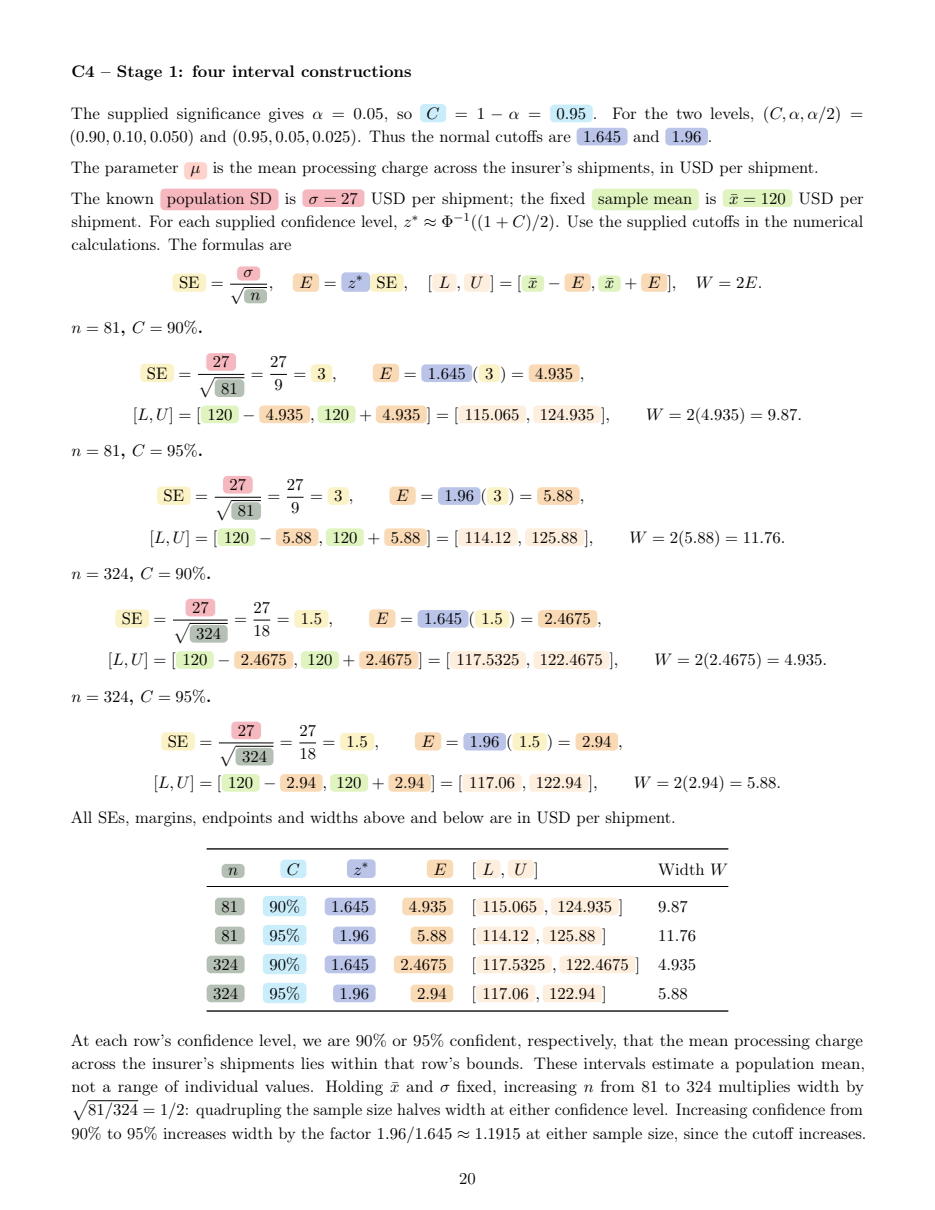 C4 – Stage 1: four interval constructions
The supplied significance gives α = 0.05, so C = 1 − α = 0.95 . For the two levels, (C, α, α/2) =
(0.90, 0.10, 0.050) and (0.95, 0.05, 0.025). Thus the normal cutoffs are 1.645 and 1.96 .
The parameter μ is the mean processing charge across the insurer's shipments, in USD per shipment.
The known population SD is σ = 27 USD per shipment; the fixed sample mean is x̄ = 120 USD per
shipment. For each supplied confidence level, z* ≈ Φ⁻¹((1 + C)/2). Use the supplied cutoffs in the numerical
calculations. The formulas are
SE = σ/√n, E = z* SE , [ L , U ] = [ x̄ − E , x̄ + E ], W = 2E.
n = 81, C = 90%.
SE = 27/√81 = 27/9 = 3 , E = 1.645 ( 3 ) = 4.935 ,
[L, U] = [ 120 − 4.935 , 120 + 4.935 ] = [ 115.065 , 124.935 ], W = 2(4.935) = 9.87.
n = 81, C = 95%.
SE = 27/√81 = 27/9 = 3 , E = 1.96 ( 3 ) = 5.88 ,
[L, U] = [ 120 − 5.88 , 120 + 5.88 ] = [ 114.12 , 125.88 ], W = 2(5.88) = 11.76.
n = 324, C = 90%.
SE = 27/√324 = 27/18 = 1.5 , E = 1.645 ( 1.5 ) = 2.4675 ,
[L, U] = [ 120 − 2.4675 , 120 + 2.4675 ] = [ 117.5325 , 122.4675 ], W = 2(2.4675) = 4.935.
n = 324, C = 95%.
SE = 27/√324 = 27/18 = 1.5 , E = 1.96 ( 1.5 ) = 2.94 ,
[L, U] = [ 120 − 2.94 , 120 + 2.94 ] = [ 117.06 , 122.94 ], W = 2(2.94) = 5.88.
All SEs, margins, endpoints and widths above and below are in USD per shipment.
n C z* E [ L , U ] Width W
81 90% 1.645 4.935 [ 115.065 , 124.935 ] 9.87
81 95% 1.96 5.88 [ 114.12 , 125.88 ] 11.76
324 90% 1.645 2.4675 [ 117.5325 , 122.4675 ] 4.935
324 95% 1.96 2.94 [ 117.06 , 122.94 ] 5.88
At each row's confidence level, we are 90% or 95% confident, respectively, that the mean processing charge
across the insurer's shipments lies within that row's bounds. These intervals estimate a population mean,
not a range of individual values. Holding x̄ and σ fixed, increasing n from 81 to 324 multiplies width by
√81/324 = 1/2: quadrupling the sample size halves width at either confidence level. Increasing confidence from
90% to 95% increases width by the factor 1.96/1.645 ≈ 1.1915 at either sample size, since the cutoff increases.
20